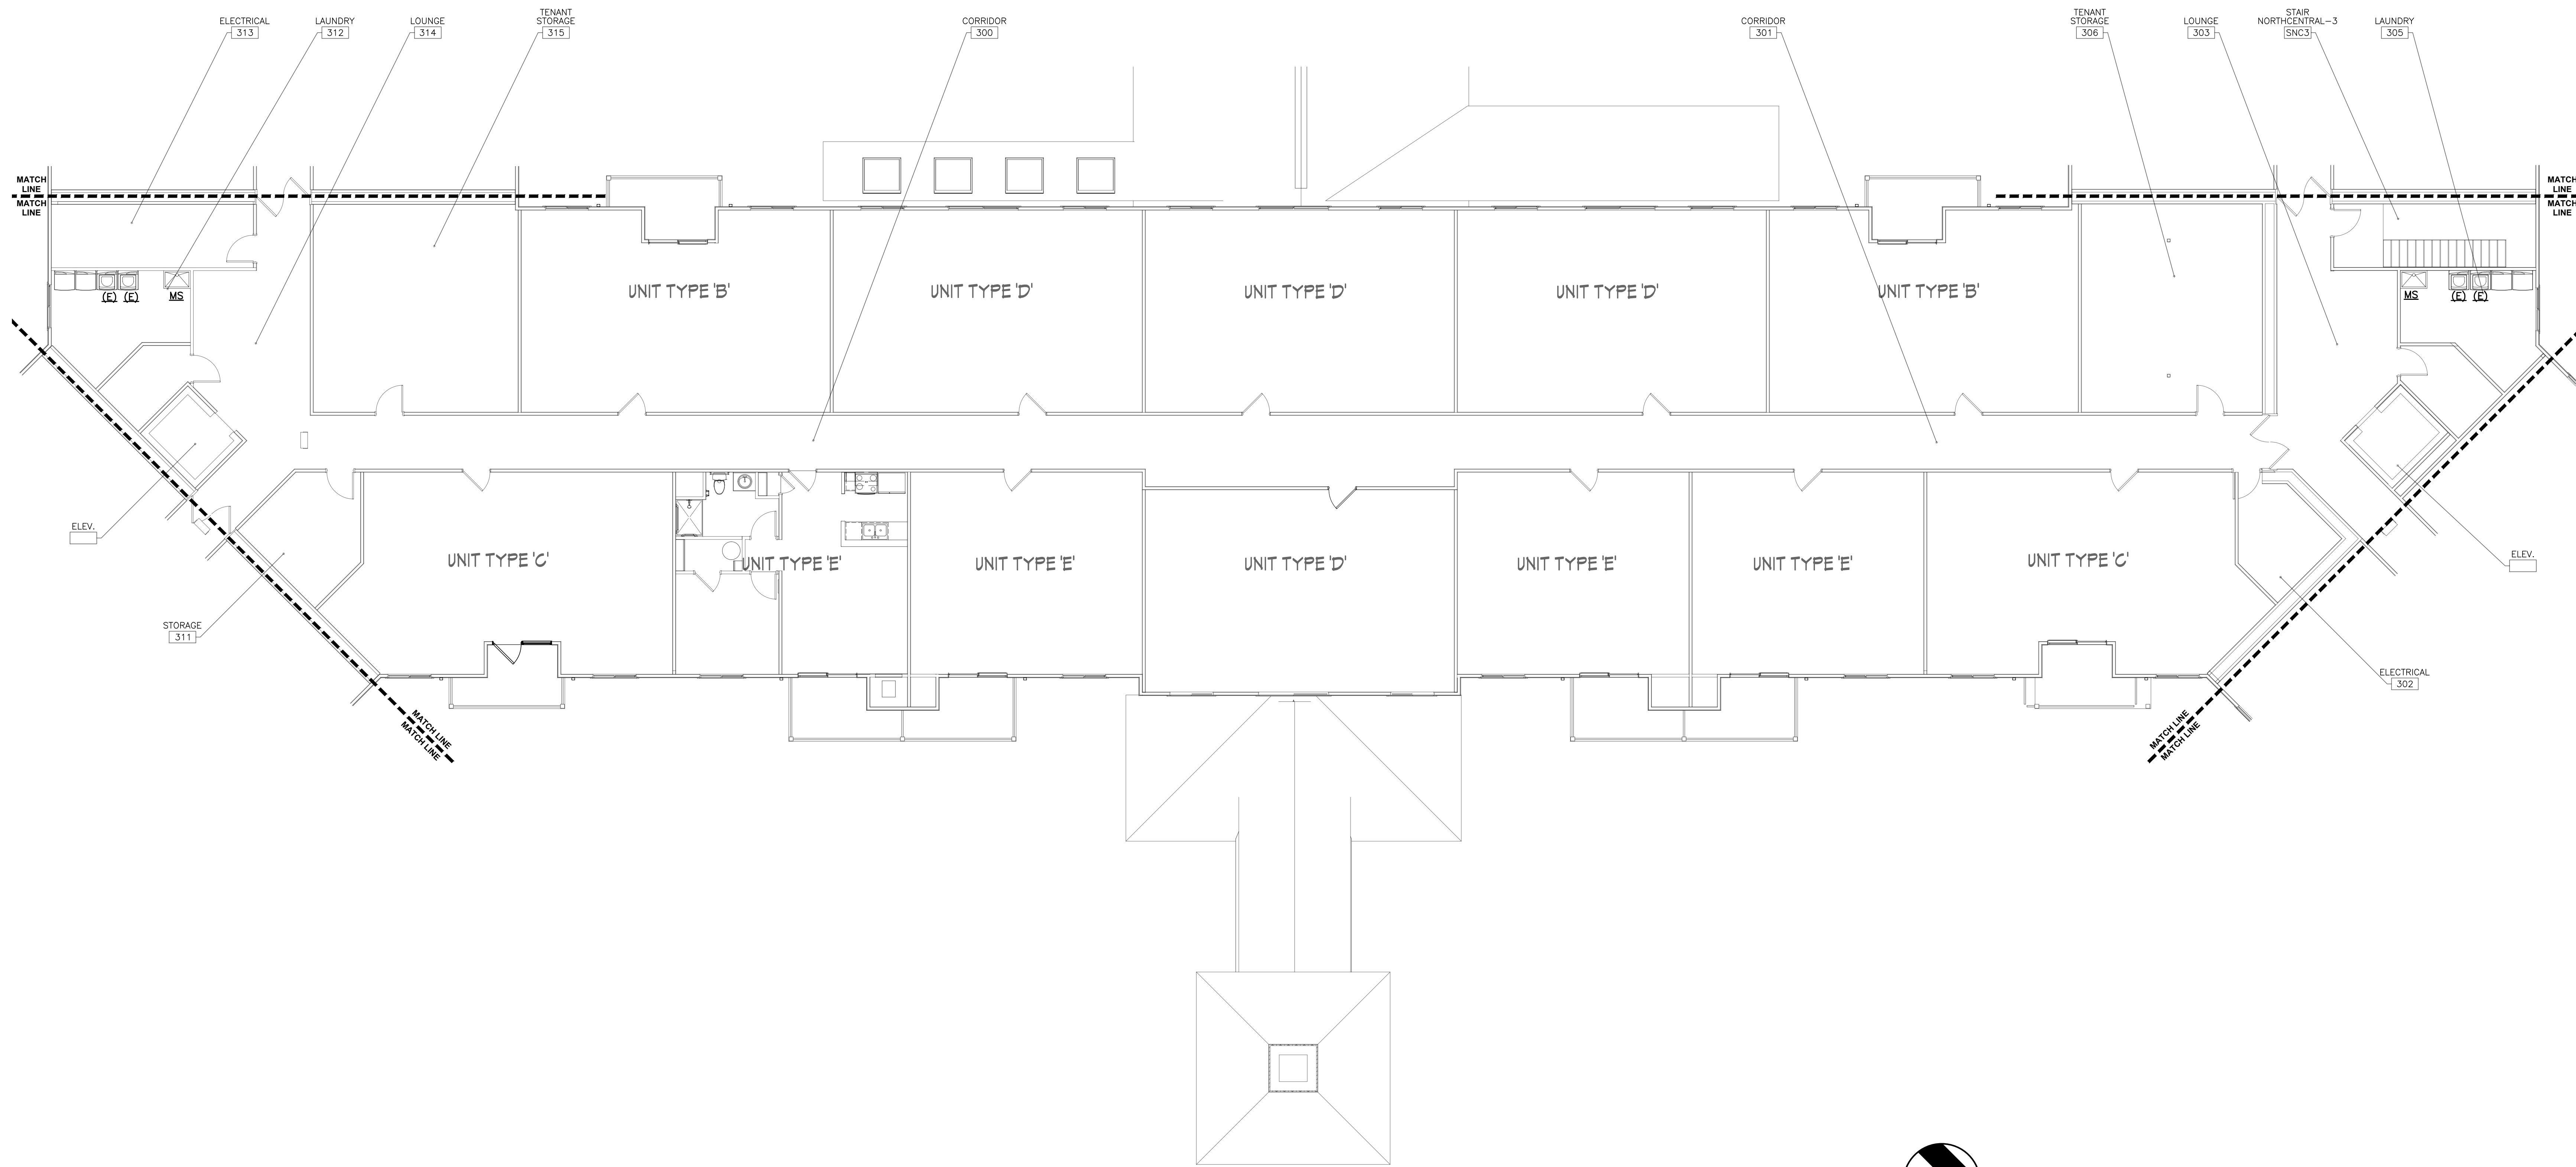 ELECTRICAL
313
LAUNDRY
312
LOUNGE
314
TENANT
STORAGE
315
CORRIDOR
300
CORRIDOR
301
TENANT
STORAGE
306
LOUNGE
303
STAIR
NORTHCENTRAL-3
SNC3
LAUNDRY
305
MATCH
LINE
MATCH
LINE
MATCH
LINE
MATCH
LINE
(E)
(E)
MS
UNIT TYPE 'B'
UNIT TYPE 'D'
UNIT TYPE 'D'
UNIT TYPE 'D'
UNIT TYPE 'B'
MS
(E)
(E)
ELEV.
UNIT TYPE 'C'
UNIT TYPE 'E'
UNIT TYPE 'E'
UNIT TYPE 'D'
UNIT TYPE 'E'
UNIT TYPE 'E'
UNIT TYPE 'C'
ELEV.
STORAGE
311
ELECTRICAL
302
MATCH LINE
MATCH LINE
MATCH LINE
MATCH LINE